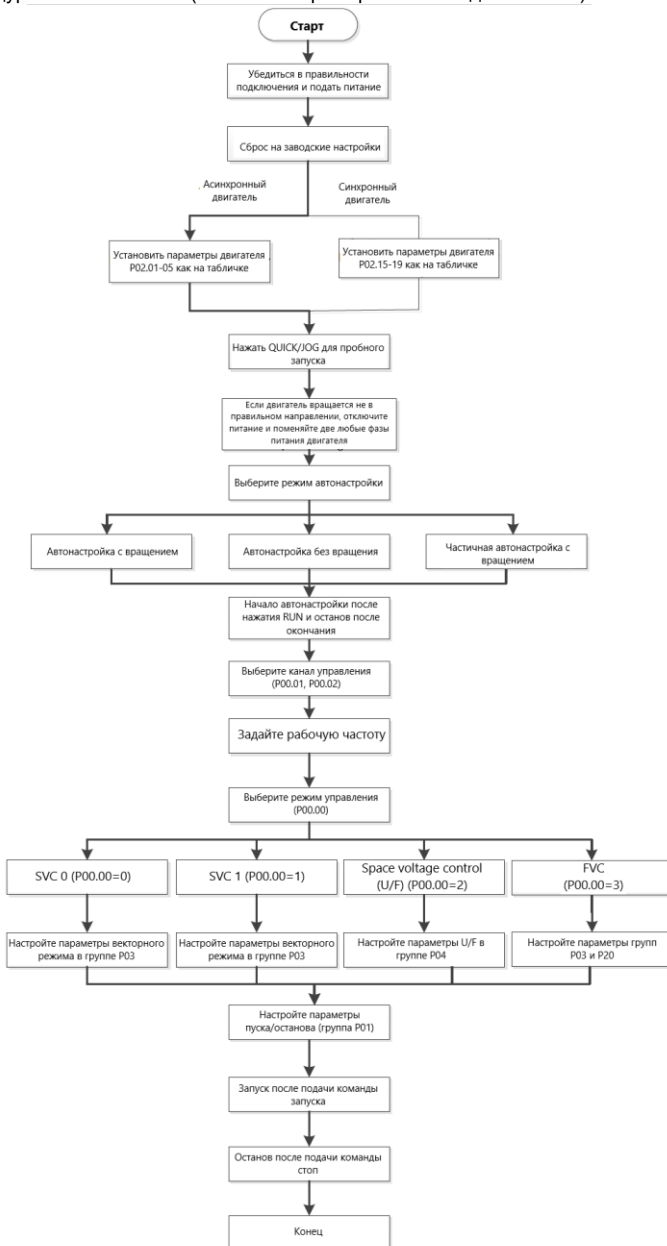 Старт
Убедиться в правильности
подключения и подать питание
Сброс на заводские настройки
Асинхронный
двигатель
Синхронный
двигатель
Установить параметры двигателя
P02.01-05 как на табличке
Установить параметры двигателя
P02.15-19 как на табличке
Нажать QUICK/JOG для пробного
запуска
Если двигатель вращается не в
правильном направлении, отключите
питание и поменяйте две любые фазы
питания двигателя
Выберите режим автонастройки
Автонастройка с вращением
Автонастройка без вращения
Частичная автонастройка с
вращением
Начало автонастройки после
нажатия RUN и останов после
окончания
Выберите канал управления
(P00.01, P00.02)
Задайте рабочую частоту
Выберите режим управления
(P00.00)
SVC 0 (P00.00=0)
SVC 1 (P00.00=1)
Space voltage control
(U/F) (P00.00=2)
FVC
(P00.00=3)
Настройте параметры векторного
режима в группе P03
Настройте параметры векторного
режима в группе P03
Настройте параметры U/F в
группе P04
Настройте параметры групп
P03 и P20
Настройте параметры
пуска/останова (группа P01)
Запуск после подачи команды
запуска
Останов после подачи команды
стоп
Конец